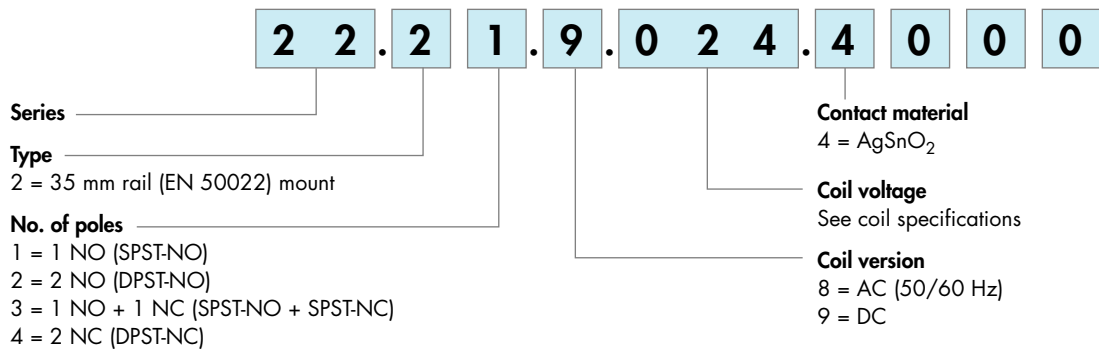 2 2 . 2 1 . 9 . 0 2 4 . 4 0 0 0
Series
Type
2 = 35 mm rail (EN 50022) mount
No. of poles
1 = 1 NO (SPST-NO)
2 = 2 NO (DPST-NO)
3 = 1 NO + 1 NC (SPST-NO + SPST-NC)
4 = 2 NC (DPST-NC)
Contact material
4 = AgSnO₂
Coil voltage
See coil specifications
Coil version
8 = AC (50/60 Hz)
9 = DC